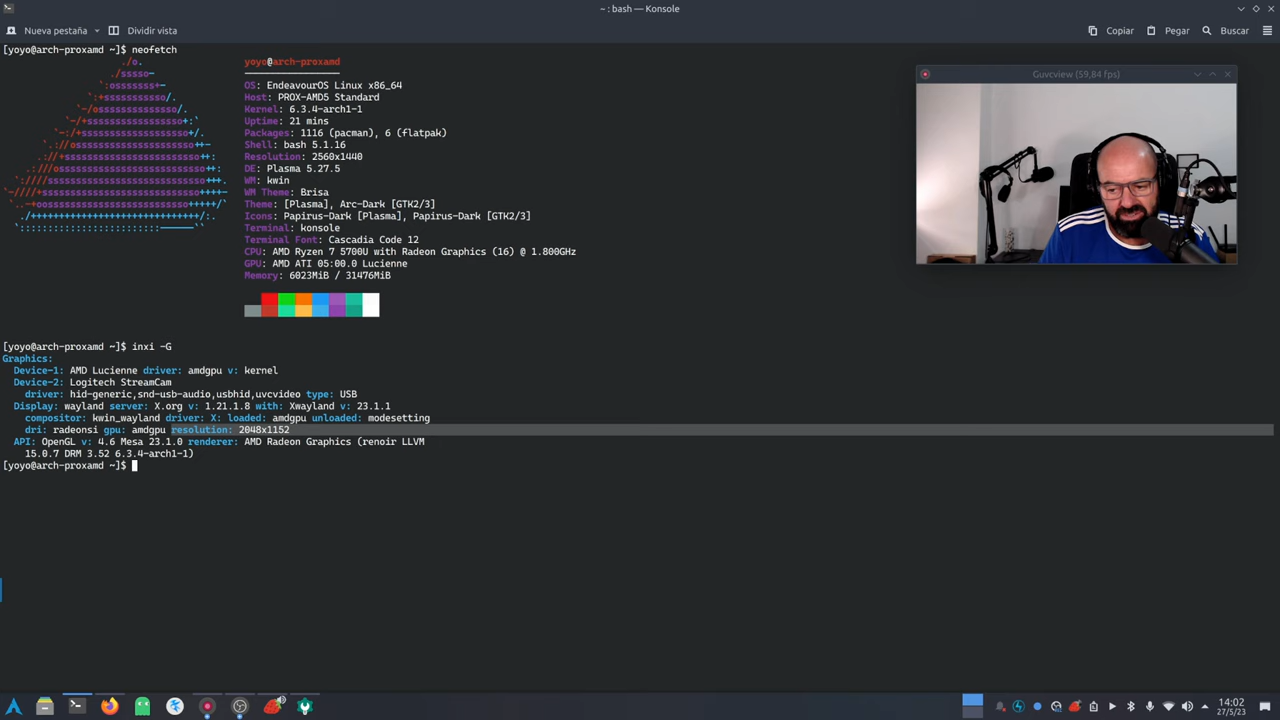 ~ : bash — Konsole
Nueva pestaña
Dividir vista
Copiar
Pegar
Buscar
[yoyo@arch-proxamd ~]$ neofetch
yoyo@arch-proxamd
OS: EndeavourOS Linux x86_64
Host: PROX-AMD5 Standard
Kernel: 6.3.4-arch1-1
Uptime: 21 mins
Packages: 1116 (pacman), 6 (flatpak)
Shell: bash 5.1.16
Resolution: 2560x1440
DE: Plasma 5.27.5
WM: kwin
WM Theme: Brisa
Theme: [Plasma], Arc-Dark [GTK2/3]
Icons: Papirus-Dark [Plasma], Papirus-Dark [GTK2/3]
Terminal: konsole
Terminal Font: Cascadia Code 12
CPU: AMD Ryzen 7 5700U with Radeon Graphics (16) @ 1.800GHz
GPU: AMD ATI 05:00.0 Lucienne
Memory: 6023MiB / 31476MiB
Guvcview (59,84 fps)
[yoyo@arch-proxamd ~]$ inxi -G
Graphics:
Device-1: AMD Lucienne driver: amdgpu v: kernel
Device-2: Logitech StreamCam
driver: hid-generic,snd-usb-audio,usbhid,uvcvideo type: USB
Display: wayland server: X.org v: 1.21.1.8 with: Xwayland v: 23.1.1
compositor: kwin_wayland driver: X: loaded: amdgpu unloaded: modesetting
dri: radeonsi gpu: amdgpu resolution: 2048x1152
API: OpenGL v: 4.6 Mesa 23.1.0 renderer: AMD Radeon Graphics (renoir LLVM
15.0.7 DRM 3.52 6.3.4-arch1-1)
[yoyo@arch-proxamd ~]$
14:02
27/5/23